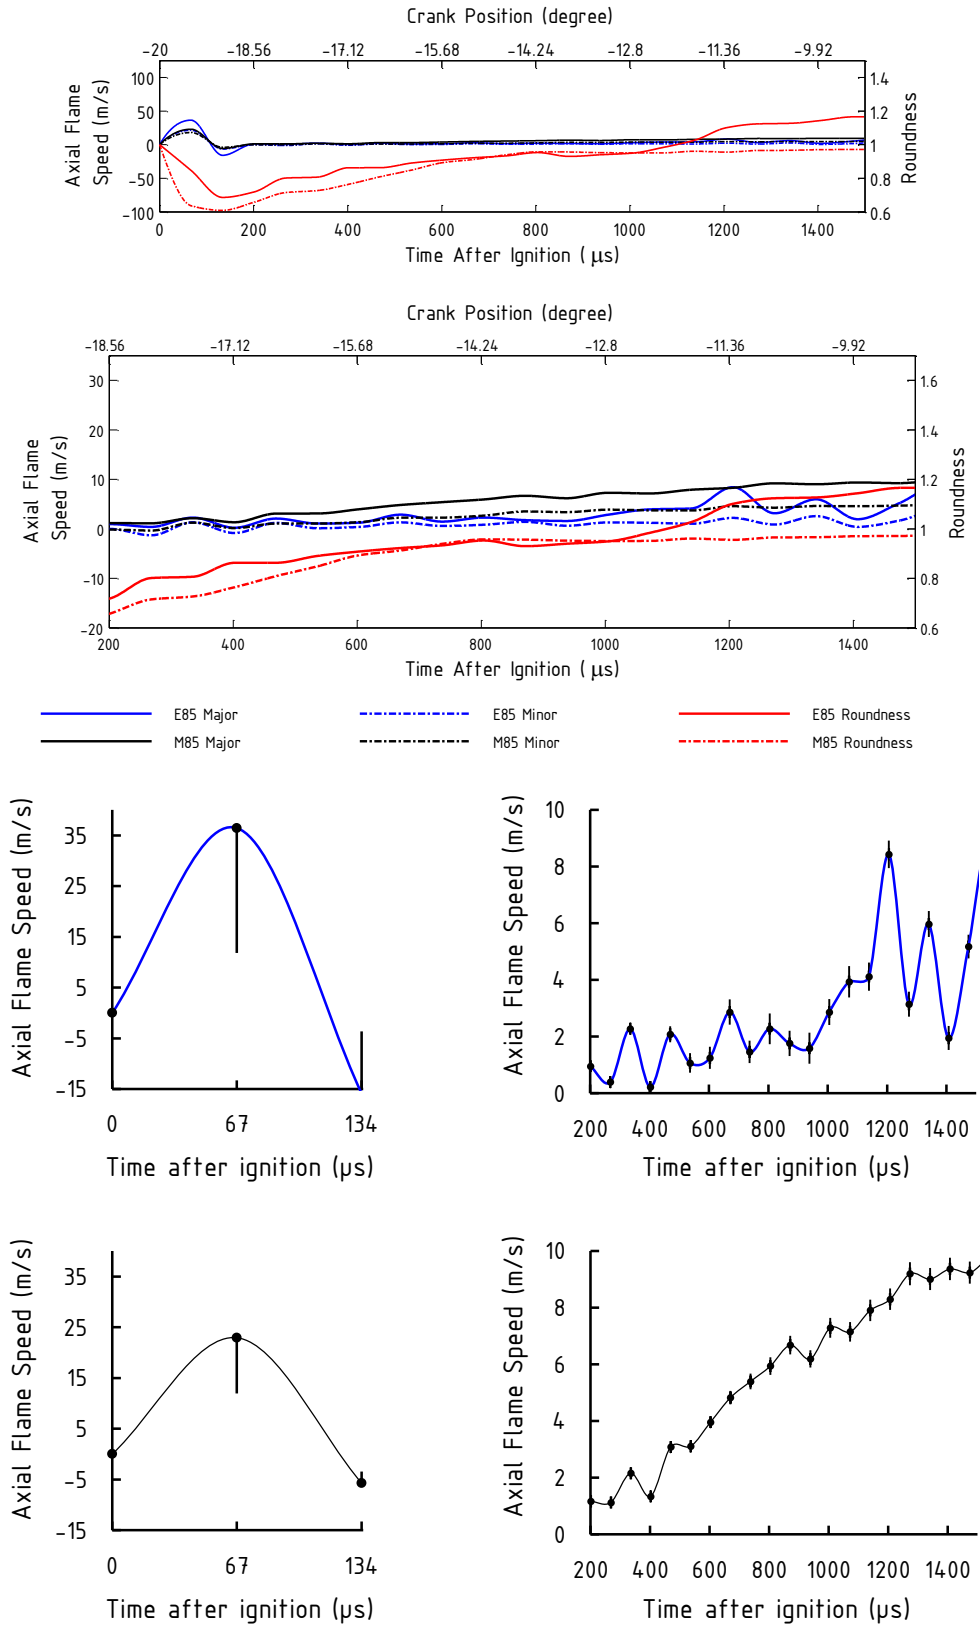 Crank Position (degree)
-20 -18.56 -17.12 -15.68 -14.24 -12.8 -11.36 -9.92
100 50 0 -50 -100
Axial Flame
Speed (m/s)
1.4 1.2 1 0.8 0.6
Roundness
0 200 400 600 800 1000 1200 1400
Time After Ignition ( μs)
Crank Position (degree)
-18.56 -17.12 -15.68 -14.24 -12.8 -11.36 -9.92
30 20 10 0 -10 -20
Axial Flame
Speed (m/s)
1.6 1.4 1.2 1 0.8 0.6
Roundness
200 400 600 800 1000 1200 1400
Time After Ignition ( μs)
E85 Major E85 Minor E85 Roundness
M85 Major M85 Minor M85 Roundness
Axial Flame Speed (m/s)
35 25 15 5 -5 -15
0 67 134
Time after ignition (μs)
Axial Flame Speed (m/s)
10 8 6 4 2 0
200 400 600 800 1000 1200 1400
Time after ignition (μs)
Axial Flame Speed (m/s)
35 25 15 5 -5 -15
0 67 134
Time after ignition (μs)
Axial Flame Speed (m/s)
10 8 6 4 2 0
200 400 600 800 1000 1200 1400
Time after ignition (μs)